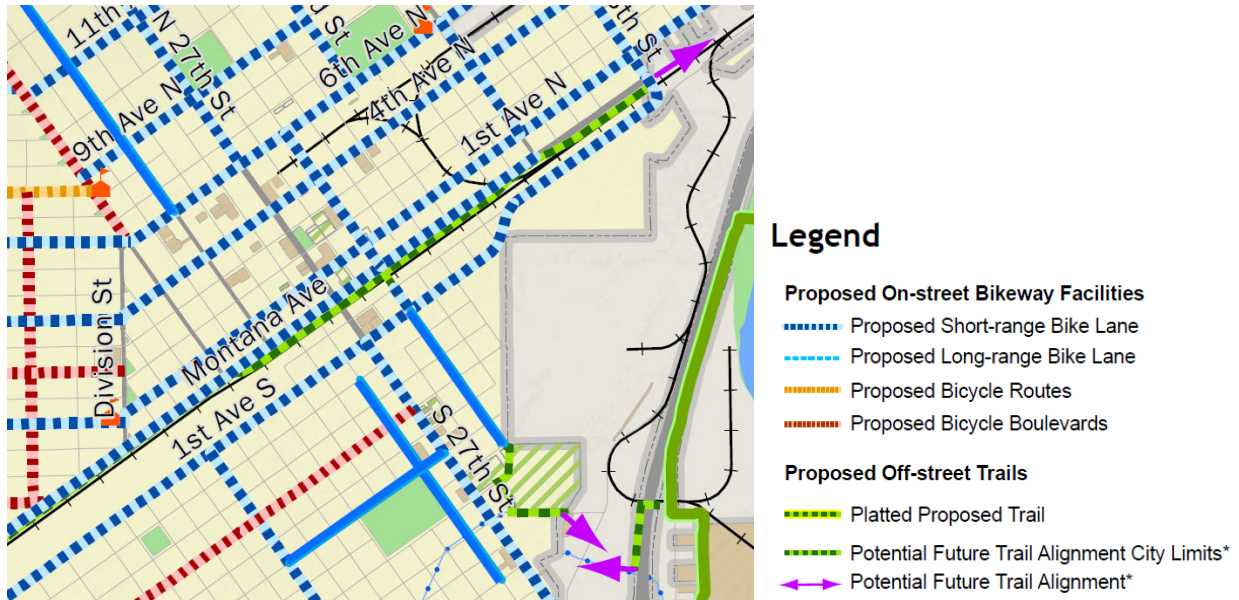 11th
N 27th St
d St
6th Ave N
5th St
9th Ave N
4th Ave N
1st Ave N
Division St
Montana Ave
1st Ave S
S 27th St
Legend
Proposed On-street Bikeway Facilities
Proposed Short-range Bike Lane
Proposed Long-range Bike Lane
Proposed Bicycle Routes
Proposed Bicycle Boulevards
Proposed Off-street Trails
Platted Proposed Trail
Potential Future Trail Alignment City Limits*
Potential Future Trail Alignment*